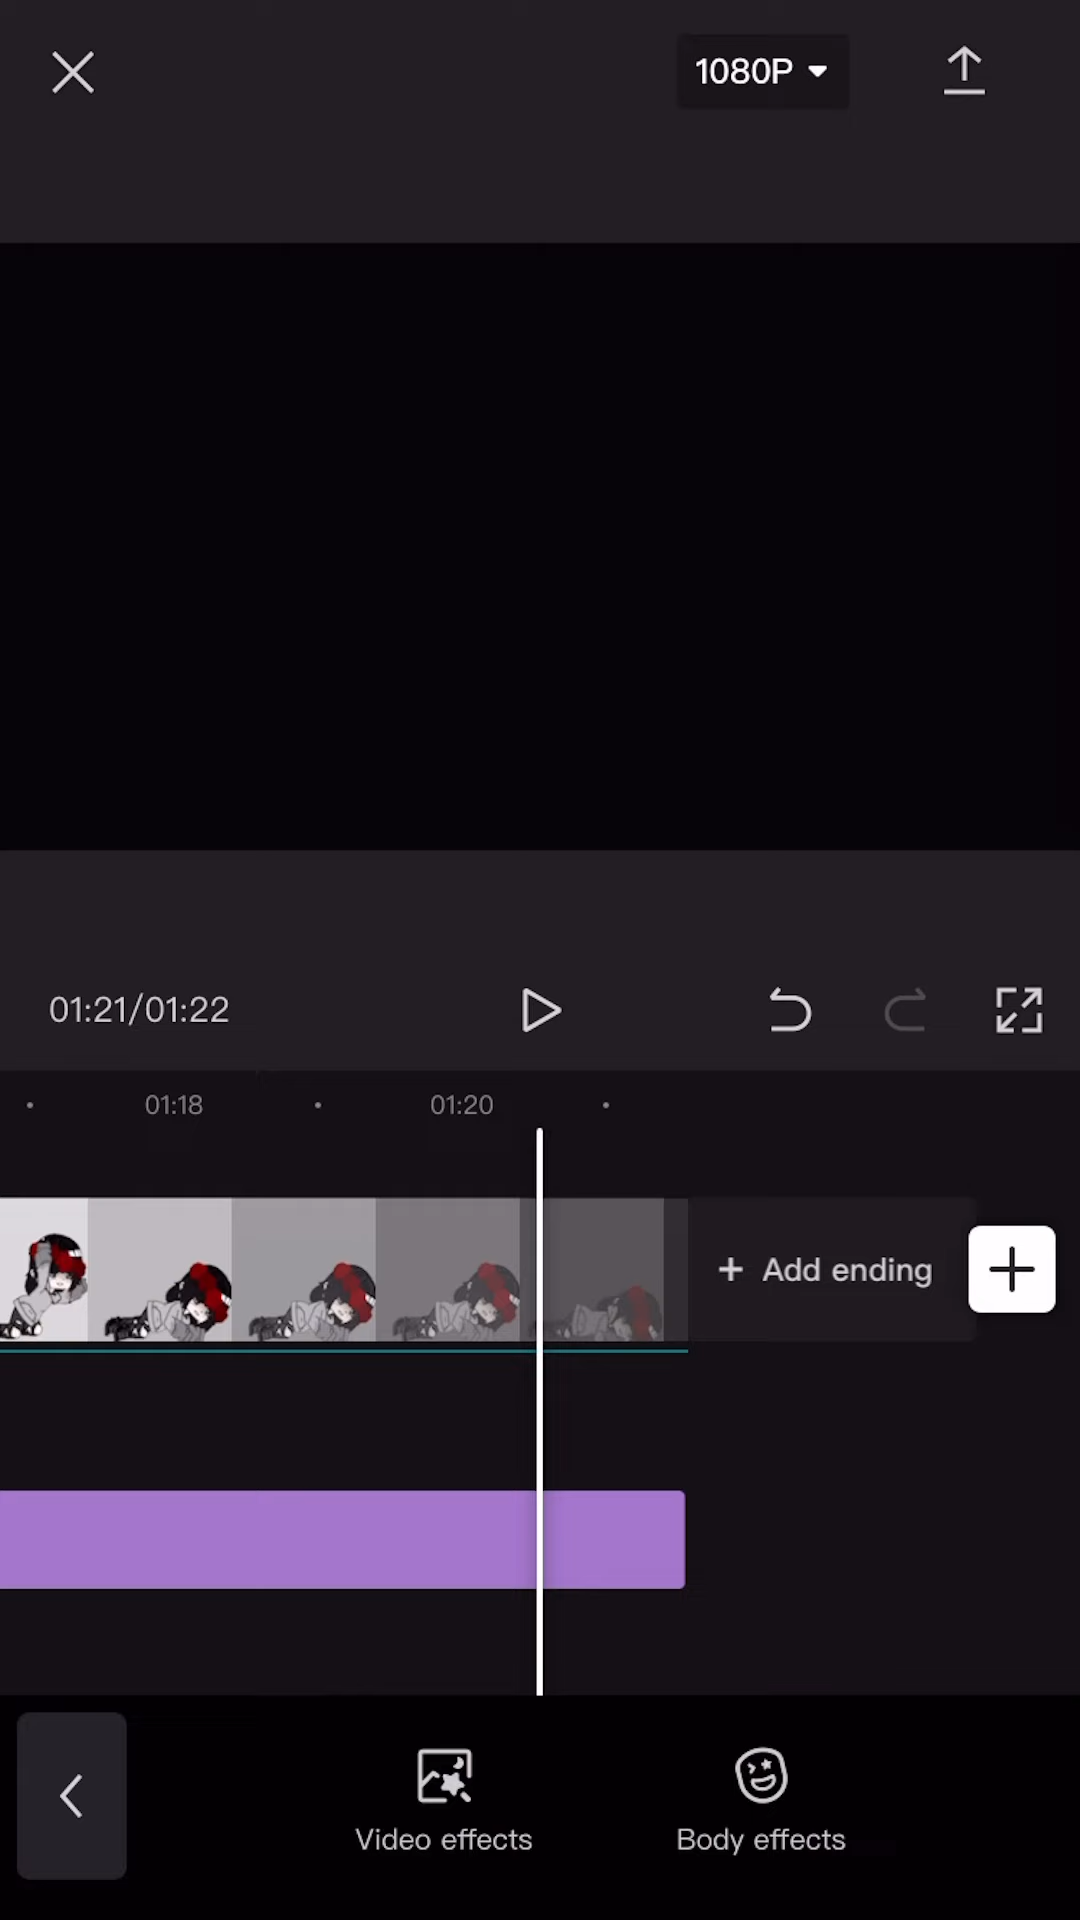 1080P
01:21/01:22
01:18
01:20
+ Add ending
Video effects
Body effects